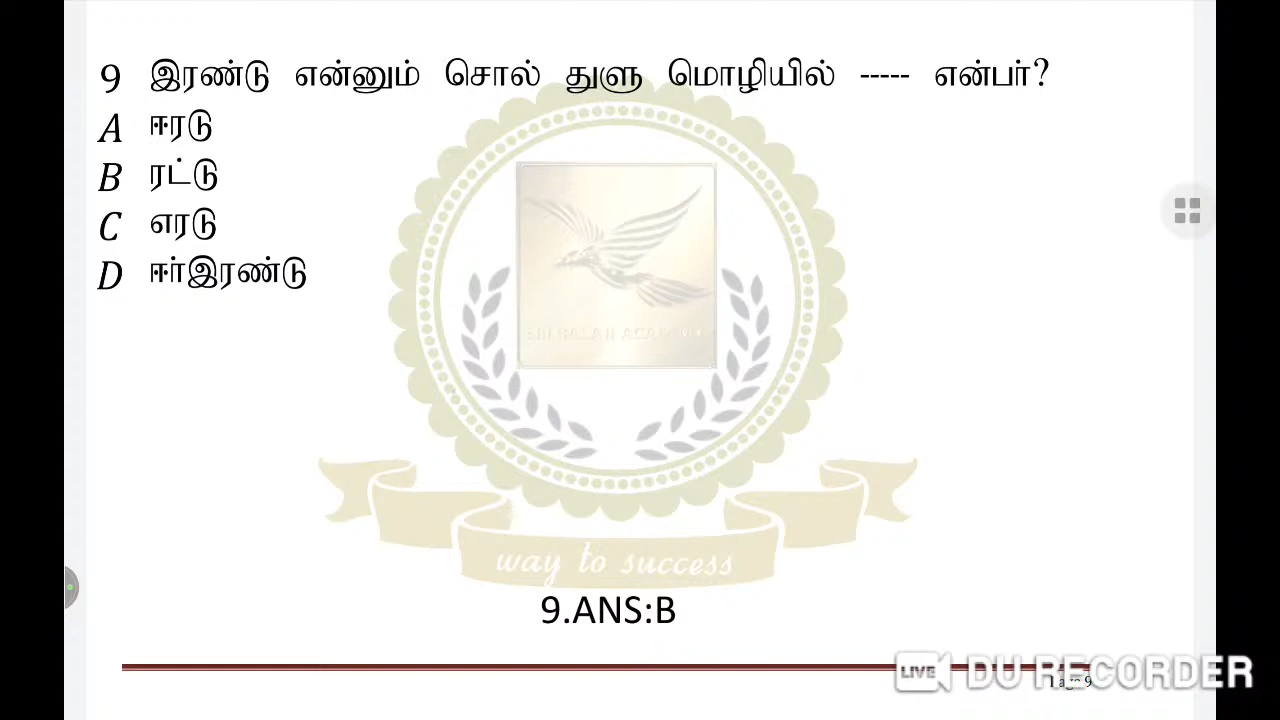 9 இரண்டு என்னும் சொல் துளு மொழியில் ----- என்பர்?
A ஈரடு
B ரட்டு
C எரடு
D ஈர்இரண்டு
way to success
9.ANS:B
LIVE DU RECORDER